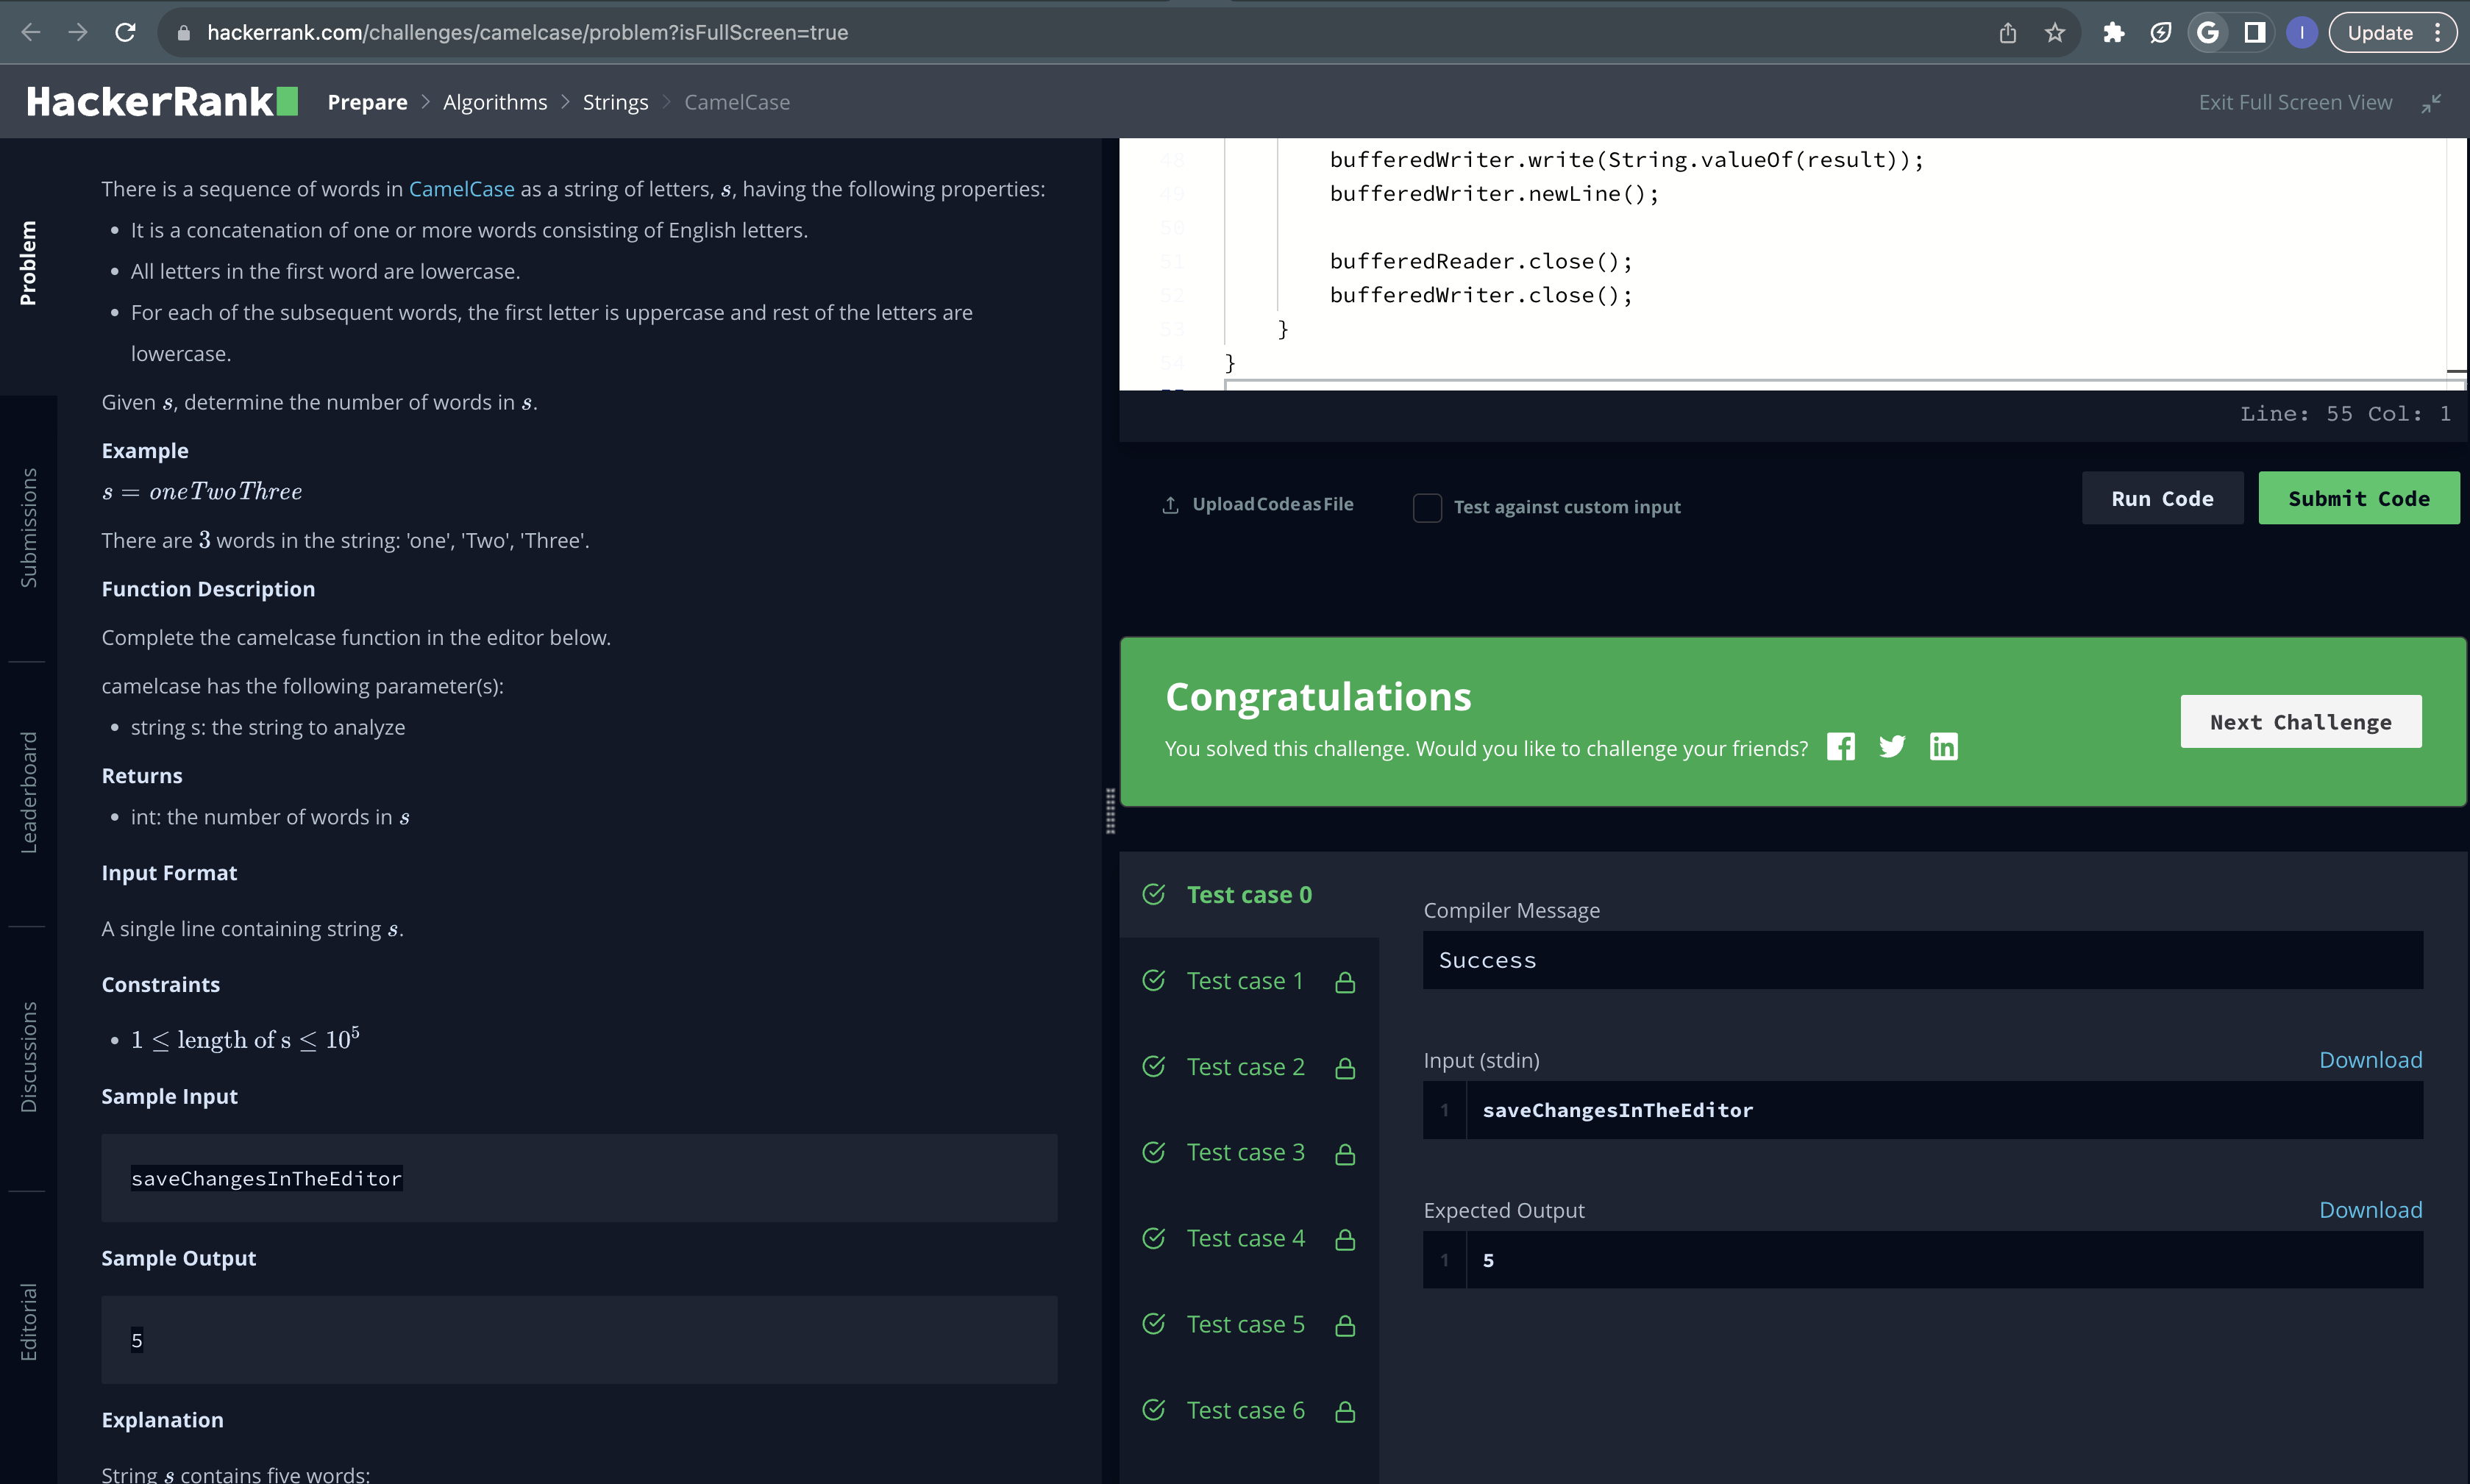 hackerrank.com/challenges/camelcase/problem?isFullScreen=true
I
Update
HackerRank
Prepare > Algorithms > Strings > CamelCase
Exit Full Screen View
Problem
Submissions
Leaderboard
Discussions
Editorial
There is a sequence of words in CamelCase as a string of letters, s, having the following properties:
• It is a concatenation of one or more words consisting of English letters.
• All letters in the first word are lowercase.
• For each of the subsequent words, the first letter is uppercase and rest of the letters are
lowercase.
Given s, determine the number of words in s.
Example
s = oneTwoThree
There are 3 words in the string: 'one', 'Two', 'Three'.
Function Description
Complete the camelcase function in the editor below.
camelcase has the following parameter(s):
• string s: the string to analyze
Returns
• int: the number of words in s
Input Format
A single line containing string s.
Constraints
• 1 ≤ length of s ≤ 10⁵
Sample Input
saveChangesInTheEditor
Sample Output
5
Explanation
String s contains five words:
48 bufferedWriter.write(String.valueOf(result));
49 bufferedWriter.newLine();
50
51 bufferedReader.close();
52 bufferedWriter.close();
53 }
54 }
Line: 55 Col: 1
Upload Code as File
Test against custom input
Run Code
Submit Code
Congratulations
You solved this challenge. Would you like to challenge your friends?
Next Challenge
Test case 0
Test case 1
Test case 2
Test case 3
Test case 4
Test case 5
Test case 6
Compiler Message
Success
Input (stdin)
Download
1 saveChangesInTheEditor
Expected Output
Download
1 5